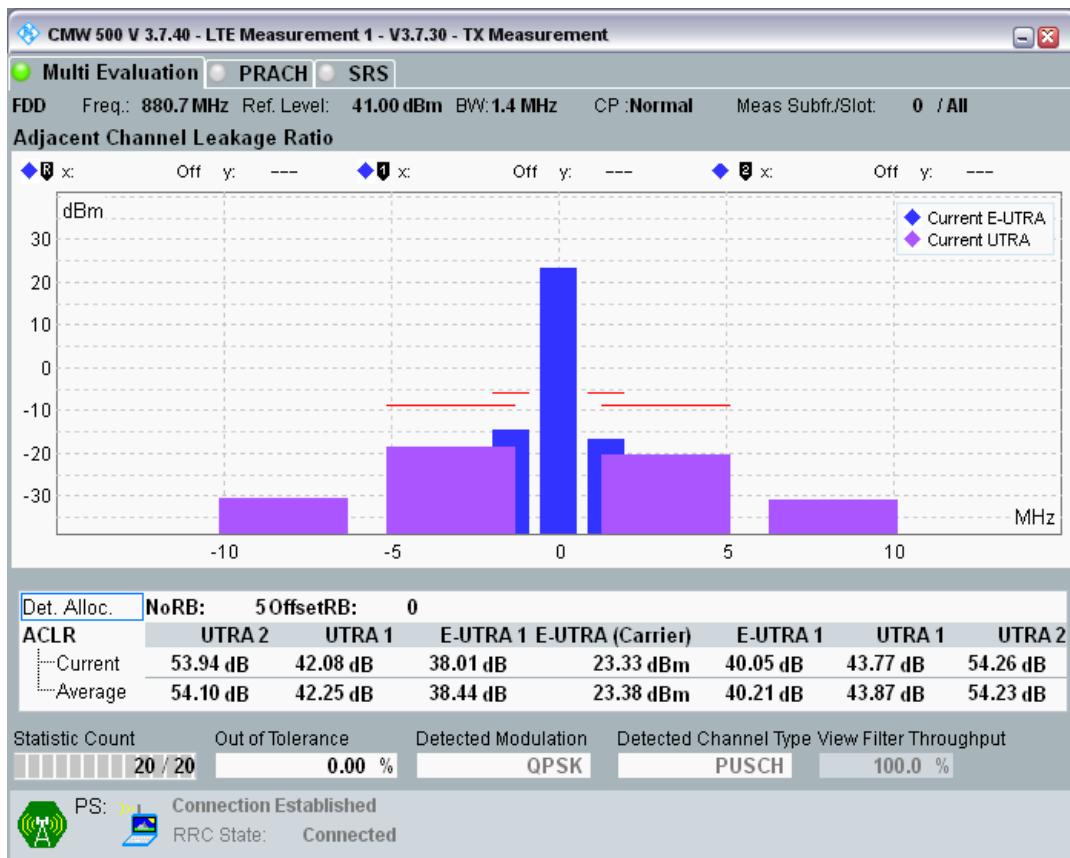 CMW 500 V 3.7.40 - LTE Measurement 1 - V3.7.30 - TX Measurement
Multi Evaluation PRACH SRS
FDD Freq.: 880.7 MHz Ref. Level: 41.00 dBm BW: 1.4 MHz CP :Normal Meas Subfr./Slot: 0 / All
Adjacent Channel Leakage Ratio
R x: Off y: --- 1 x: Off y: --- 2 x: Off y: ---
dBm
Current E-UTRA
Current UTRA
30
20
10
0
-10
-20
-30
MHz
-10 -5 0 5 10
Det. Alloc. NoRB: 5 OffsetRB: 0
ACLR UTRA 2 UTRA 1 E-UTRA 1 E-UTRA (Carrier) E-UTRA 1 UTRA 1 UTRA 2
Current 53.94 dB 42.08 dB 38.01 dB 23.33 dBm 40.05 dB 43.77 dB 54.26 dB
Average 54.10 dB 42.25 dB 38.44 dB 23.38 dBm 40.21 dB 43.87 dB 54.23 dB
Statistic Count Out of Tolerance Detected Modulation Detected Channel Type View Filter Throughput
20 / 20 0.00 % QPSK PUSCH 100.0 %
PS: Connection Established
RRC State: Connected